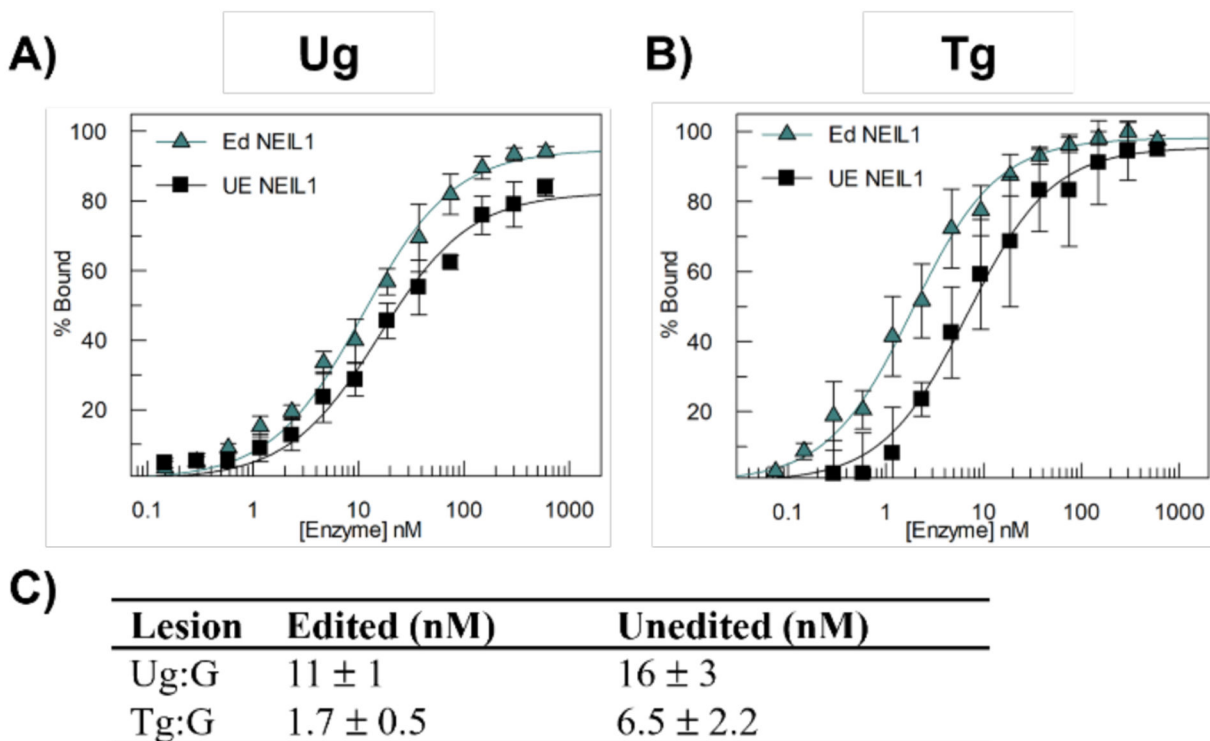 A)
Ug
B)
Tg
100
80
60
40
20
% Bound
Ed NEIL1
UE NEIL1
0.1 1 10 100 1000
[Enzyme] nM
100
80
60
40
20
% Bound
Ed NEIL1
UE NEIL1
0.1 1 10 100 1000
[Enzyme] nM
C)
Lesion Edited (nM) Unedited (nM)
Ug:G 11 ± 1 16 ± 3
Tg:G 1.7 ± 0.5 6.5 ± 2.2